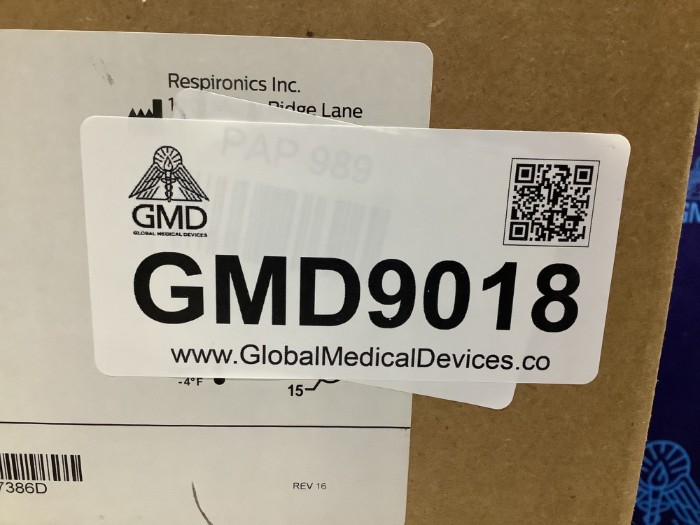 Respironics Inc.
Ridge Lane
PAP 989
GMD
GLOBAL MEDICAL DEVICES
GMD9018
www.GlobalMedicalDevices.co
-4°F
15
7386D
REV 16